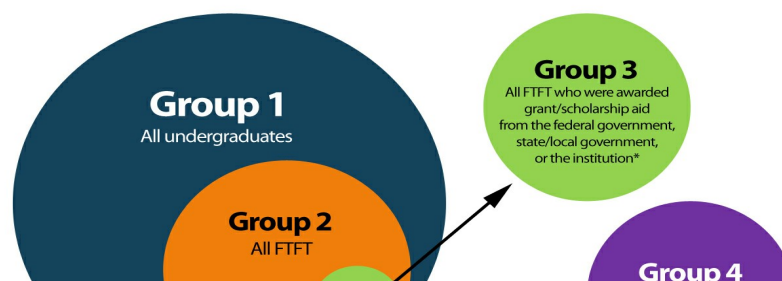 Group 1
All undergraduates
Group 2
All FTFT
Group 3
All FTFT who were awarded
grant/scholarship aid
from the federal government,
state/local government,
or the institution*
Group 4